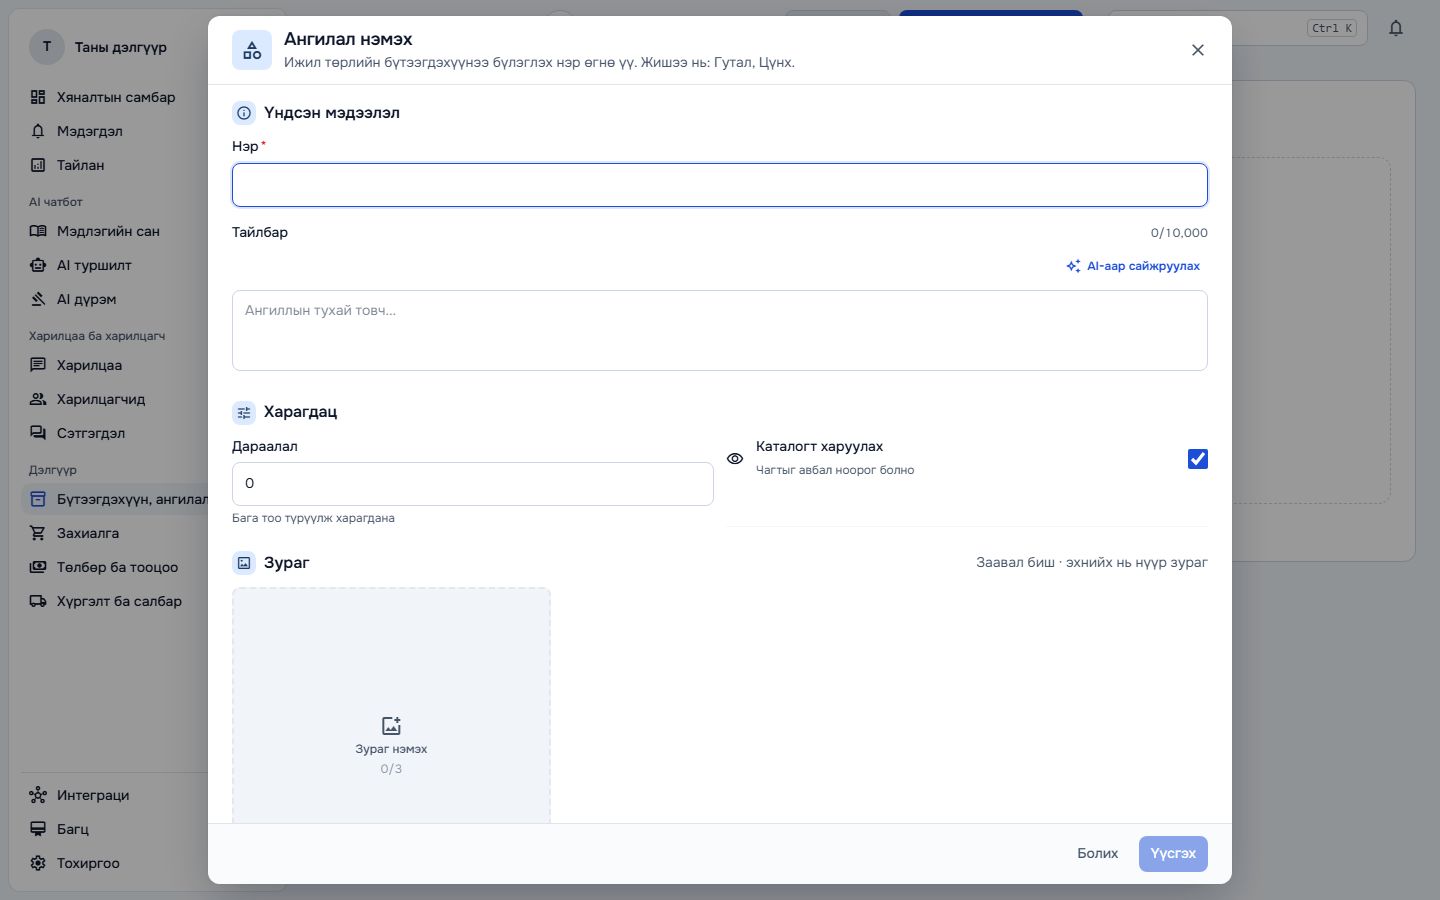 T
Таны дэлгүүр
Хяналтын самбар
Мэдэгдэл
Тайлан
AI чатбот
Мэдлэгийн сан
AI туршилт
AI дүрэм
Харилцаа ба харилцагч
Харилцаа
Харилцагчид
Сэтгэгдэл
Дэлгүүр
Бүтээгдэхүүн, ангилал
Захиалга
Төлбөр ба тооцоо
Хүргэлт ба салбар
Интеграци
Багц
Тохиргоо
Ctrl K
Ангилал нэмэх
Ижил төрлийн бүтээгдэхүүнээ бүлэглэх нэр өгнө үү. Жишээ нь: Гутал, Цүнх.
Үндсэн мэдээлэл
Нэр *
Тайлбар 0/10,000
AI-аар сайжруулах
Ангиллын тухай товч...
Харагдац
Дараалал
0
Бага тоо түрүүлж харагдана
Каталогт харуулах
Чагтыг авбал ноорог болно
Зураг
Заавал биш · эхнийх нь нүүр зураг
Зураг нэмэх
0/3
Болих
Үүсгэх